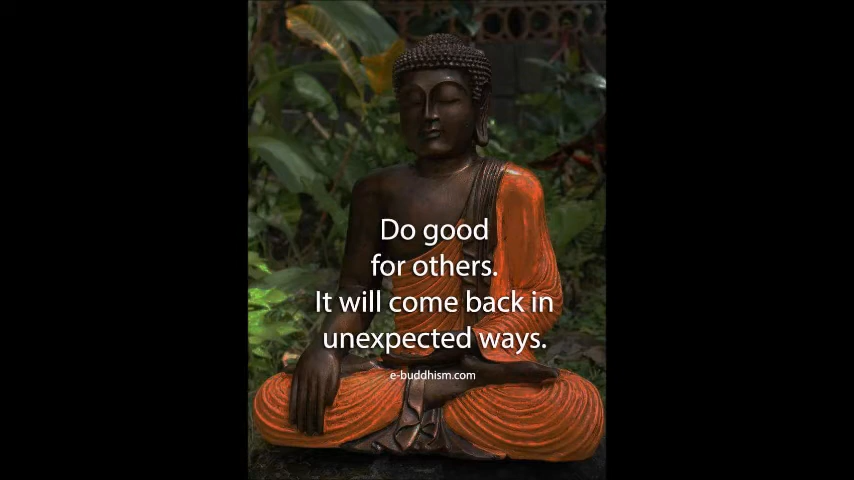 Do good
for others.
It will come back in
unexpected ways.
e-buddhism.com